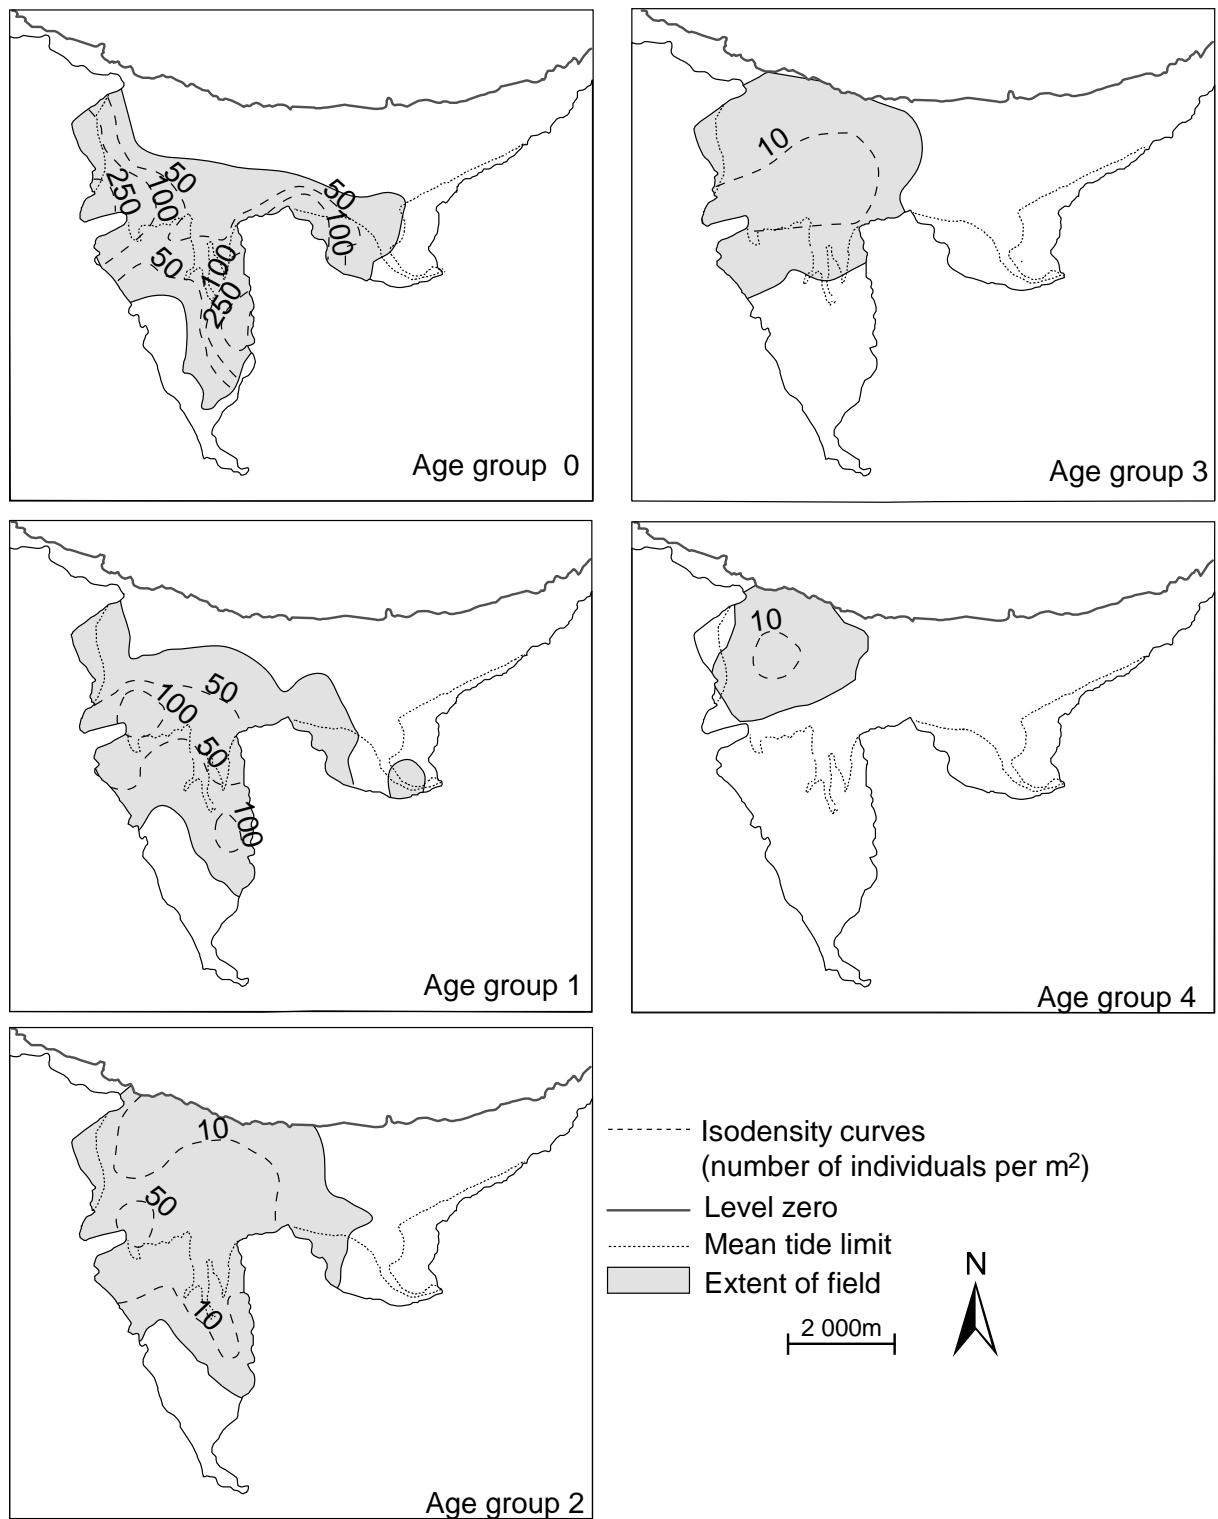 50
250
100
50
50
100
100
250
Age group 0
10
Age group 3
50
100
50
100
Age group 1
10
Age group 4
10
50
10
Age group 2
Isodensity curves
(number of individuals per m2)
Level zero
Mean tide limit
Extent of field
N
2 000m